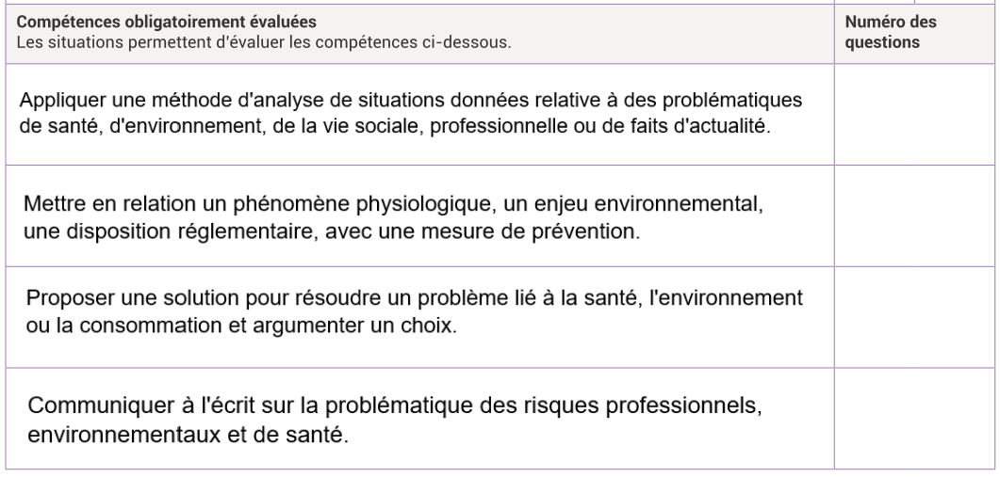 Compétences obligatoirement évaluées
Les situations permettent d'évaluer les compétences ci-dessous.
Numéro des
questions
Appliquer une méthode d'analyse de situations données relative à des problématiques
de santé, d'environnement, de la vie sociale, professionnelle ou de faits d'actualité.
Mettre en relation un phénomène physiologique, un enjeu environnemental,
une disposition réglementaire, avec une mesure de prévention.
Proposer une solution pour résoudre un problème lié à la santé, l'environnement
ou la consommation et argumenter un choix.
Communiquer à l'écrit sur la problématique des risques professionnels,
environnementaux et de santé.